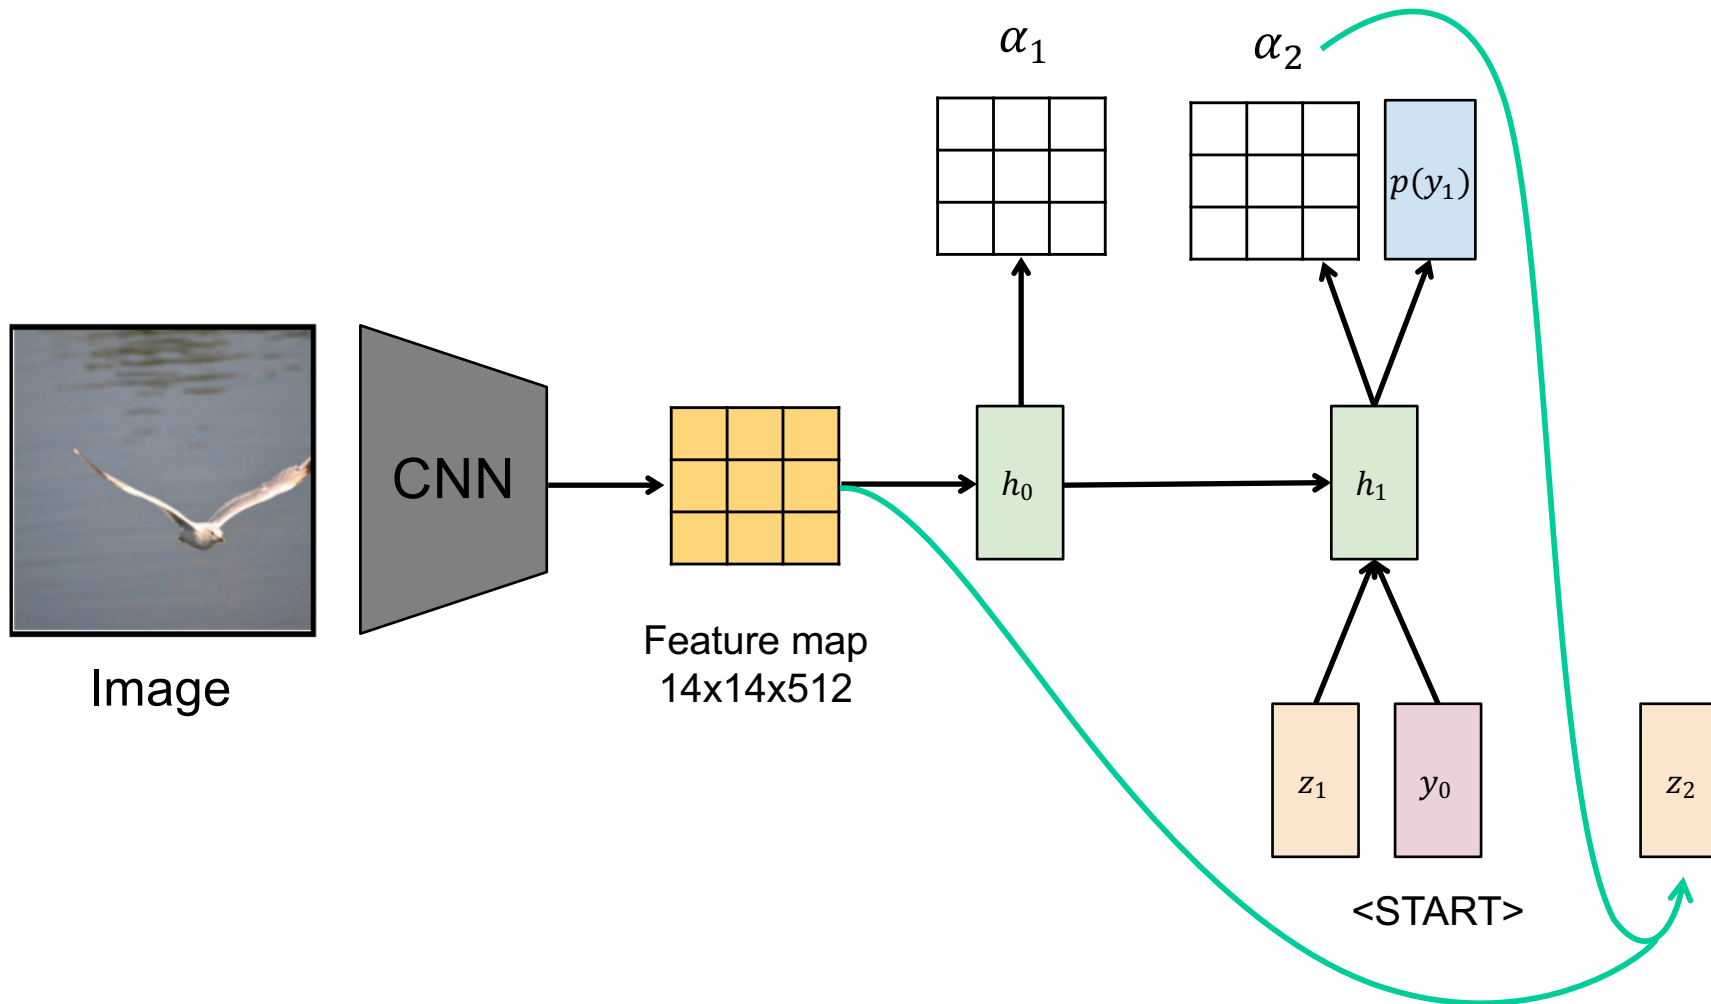 α₁
α₂
p(y₁)
CNN
h₀
h₁
Feature map
14x14x512
Image
z₁
y₀
z₂
<START>